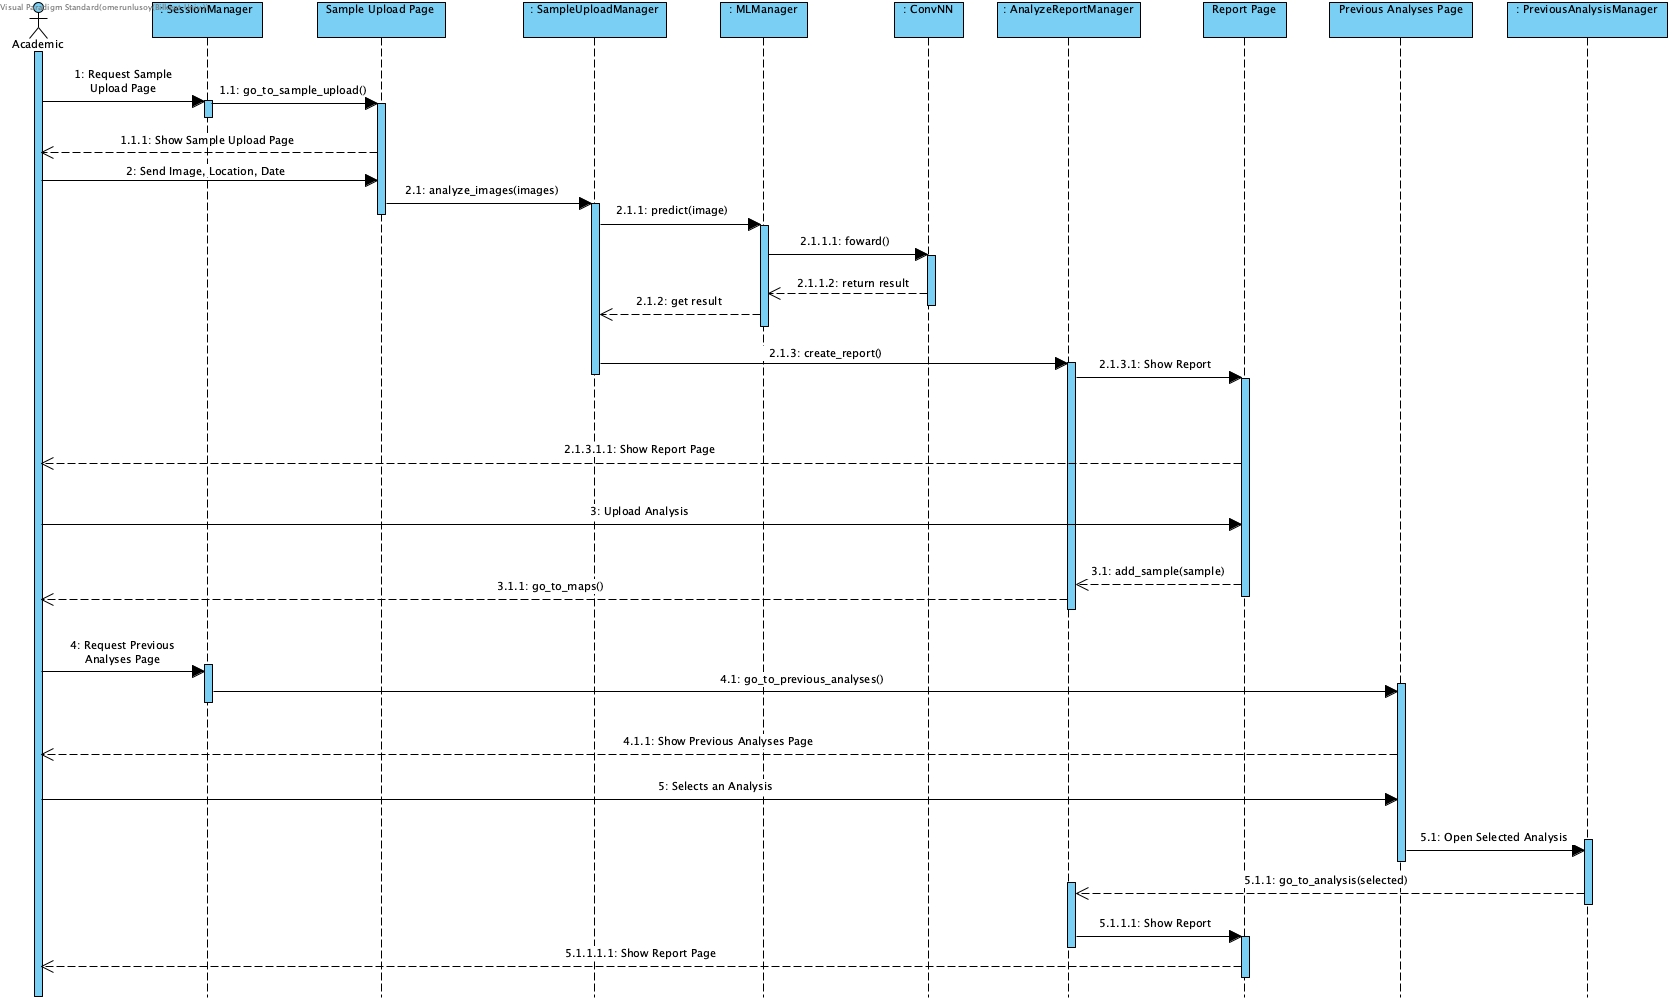 Visual Paradigm Standard(omerunlusoy
: SessionManager
Sample Upload Page
: SampleUploadManager
: MLManager
: ConvNN
: AnalyzeReportManager
Report Page
Previous Analyses Page
: PreviousAnalysisManager
Academic
1: Request Sample
Upload Page
1.1: go_to_sample_upload()
1.1.1: Show Sample Upload Page
2: Send Image, Location, Date
2.1: analyze_images(images)
2.1.1: predict(image)
2.1.1.1: foward()
2.1.1.2: return result
2.1.2: get result
2.1.3: create_report()
2.1.3.1: Show Report
2.1.3.1.1: Show Report Page
3: Upload Analysis
3.1: add_sample(sample)
3.1.1: go_to_maps()
4: Request Previous
Analyses Page
4.1: go_to_previous_analyses()
4.1.1: Show Previous Analyses Page
5: Selects an Analysis
5.1: Open Selected Analysis
5.1.1: go_to_analysis(selected)
5.1.1.1: Show Report
5.1.1.1.1: Show Report Page